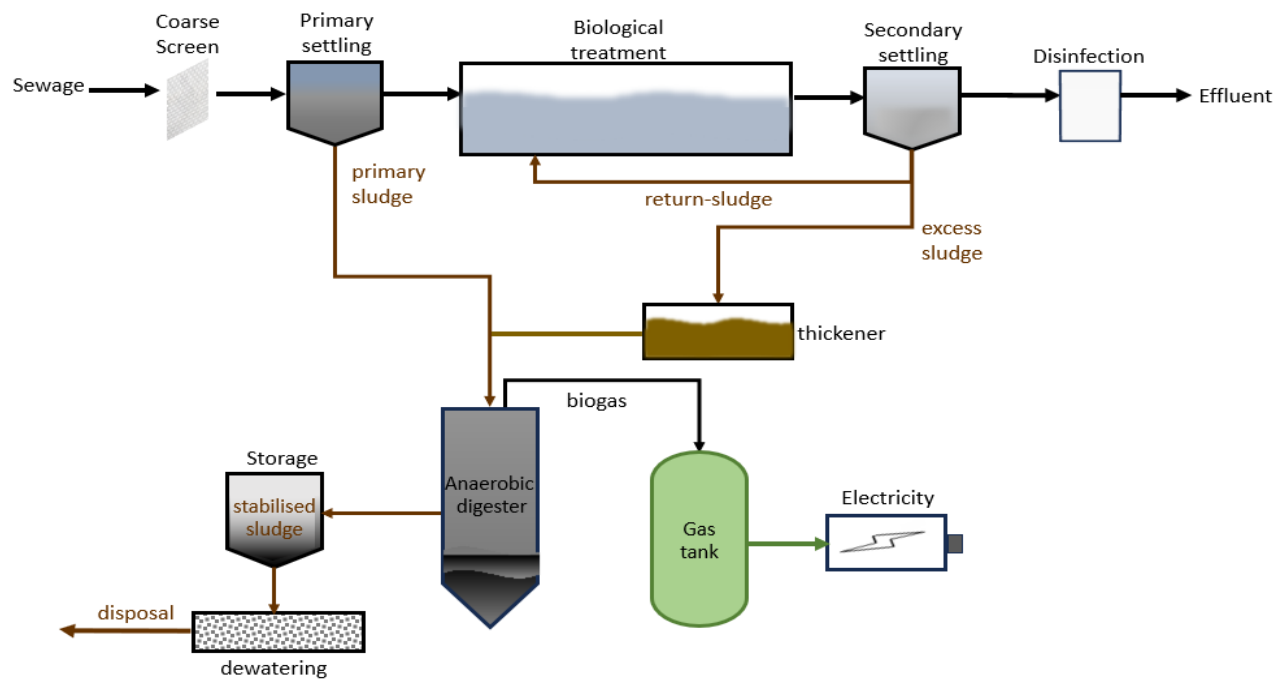 Coarse
Screen
Primary
settling
Biological
treatment
Secondary
settling
Disinfection
Sewage
Effluent
primary
sludge
return-sludge
excess
sludge
thickener
biogas
Storage
stabilised
sludge
Anaerobic
digester
Gas
tank
Electricity
disposal
dewatering